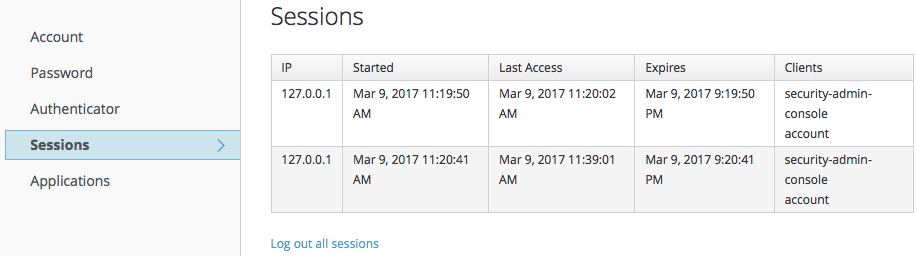 Sessions
Account
Password
Authenticator
Sessions
Applications
IP Started Last Access Expires Clients
127.0.0.1 Mar 9, 2017 11:19:50 Mar 9, 2017 11:20:02 Mar 9, 2017 9:19:50 security-admin-
AM AM PM console
account
127.0.0.1 Mar 9, 2017 11:20:41 Mar 9, 2017 11:39:01 Mar 9, 2017 9:20:41 security-admin-
AM AM PM console
account
Log out all sessions